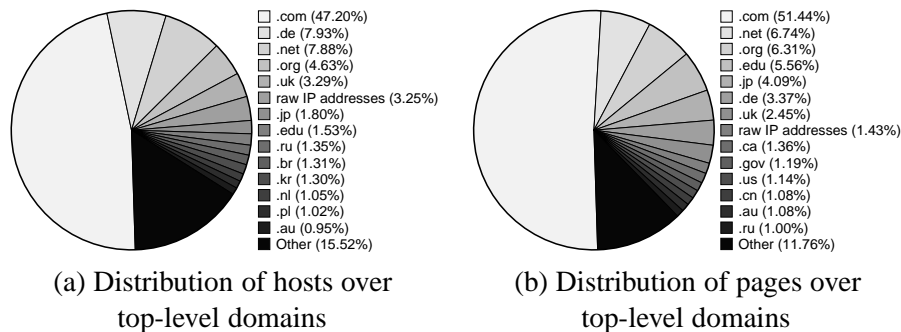 .com (47.20%)
.de (7.93%)
.net (7.88%)
.org (4.63%)
.uk (3.29%)
raw IP addresses (3.25%)
.jp (1.80%)
.edu (1.53%)
.ru (1.35%)
.br (1.31%)
.kr (1.30%)
.nl (1.05%)
.pl (1.02%)
.au (0.95%)
Other (15.52%)
(a) Distribution of hosts over
top-level domains
.com (51.44%)
.net (6.74%)
.org (6.31%)
.edu (5.56%)
.jp (4.09%)
.de (3.37%)
.uk (2.45%)
raw IP addresses (1.43%)
.ca (1.36%)
.gov (1.19%)
.us (1.14%)
.cn (1.08%)
.au (1.08%)
.ru (1.00%)
Other (11.76%)
(b) Distribution of pages over
top-level domains